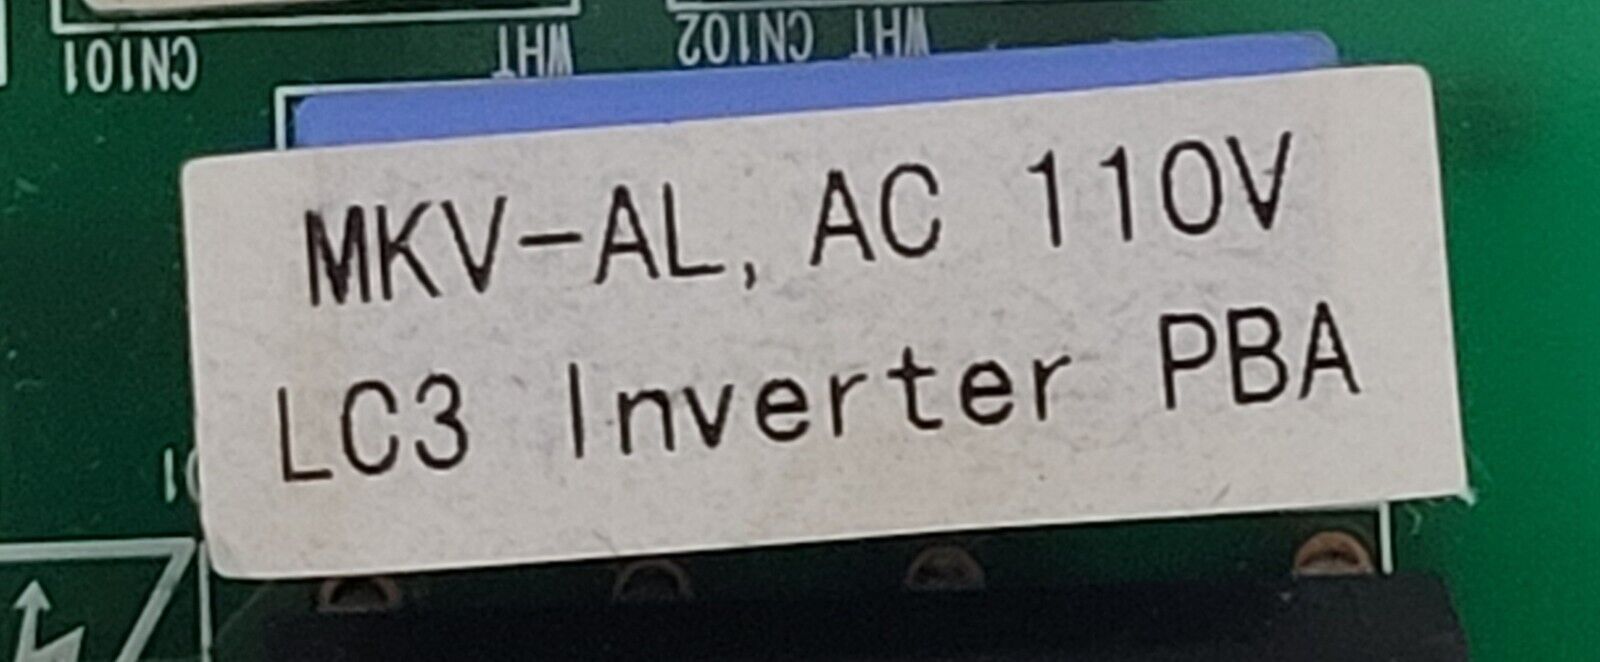 CN101
WHT
CN102
WHT
MKV-AL, AC 110V
LC3 Inverter PBA